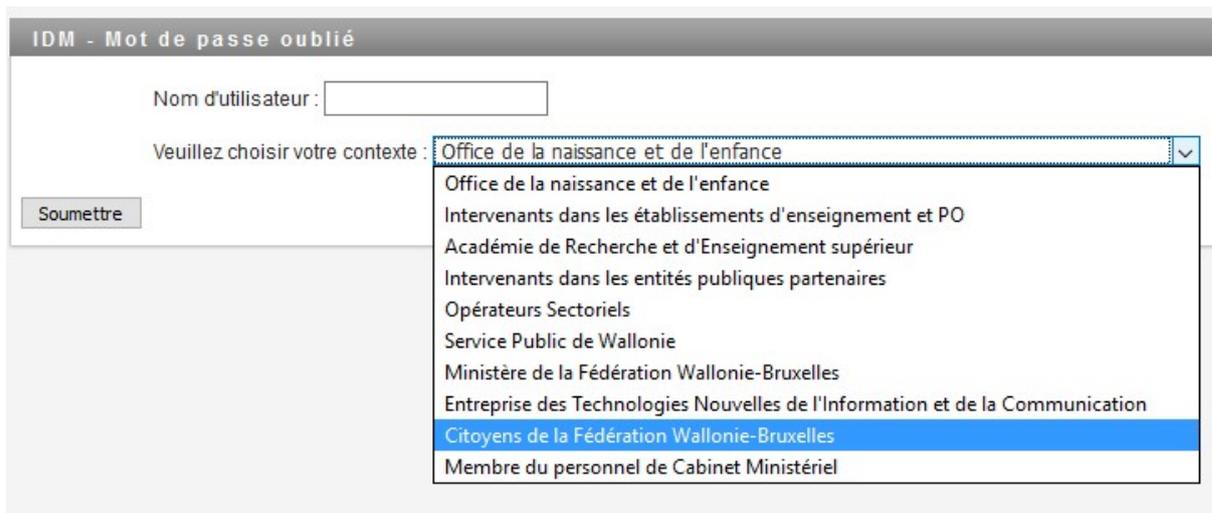 IDM - Mot de passe oublié
Nom d'utilisateur :
Veuillez choisir votre contexte : Office de la naissance et de l'enfance
Office de la naissance et de l'enfance
Soumettre
Intervenants dans les établissements d'enseignement et PO
Académie de Recherche et d'Enseignement supérieur
Intervenants dans les entités publiques partenaires
Opérateurs Sectoriels
Service Public de Wallonie
Ministère de la Fédération Wallonie-Bruxelles
Entreprise des Technologies Nouvelles de l'Information et de la Communication
Citoyens de la Fédération Wallonie-Bruxelles
Membre du personnel de Cabinet Ministériel